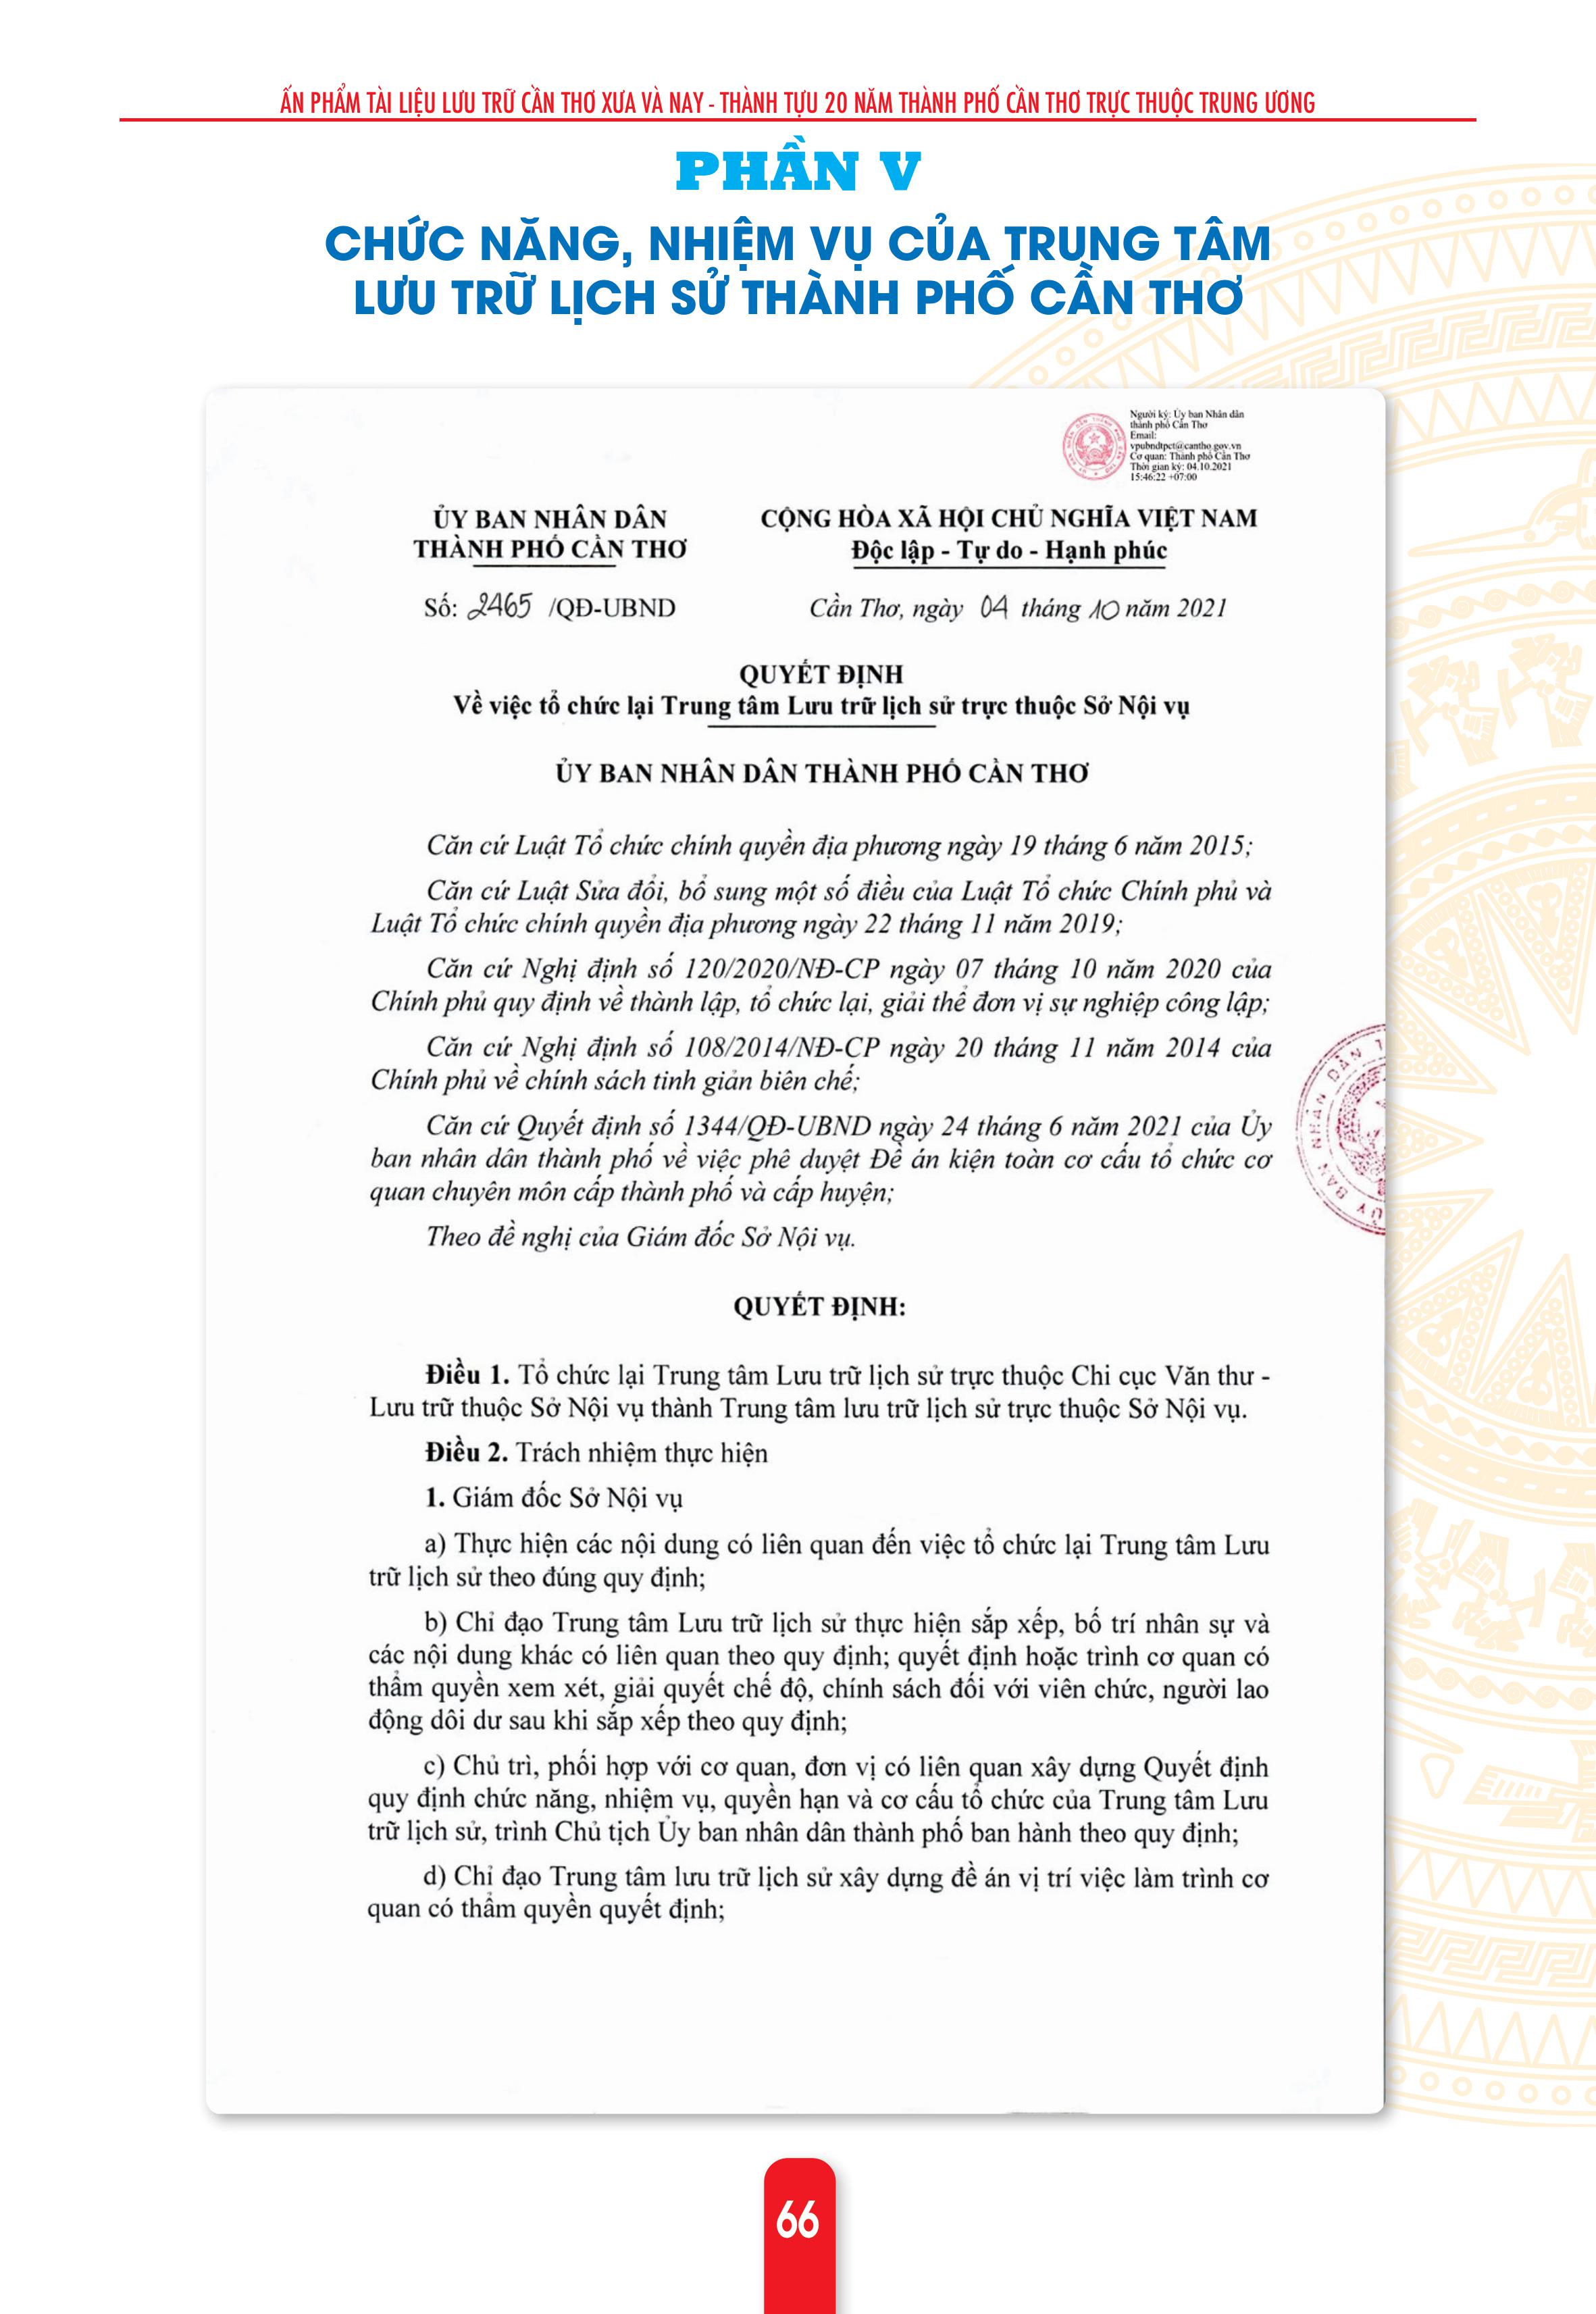 ẤN PHẨM TÀI LIỆU LƯU TRỮ CẦN THƠ XƯA VÀ NAY - THÀNH TỰU 20 NĂM THÀNH PHỐ CẦN THƠ TRỰC THUỘC TRUNG ƯƠNG
PHẦN V
CHỨC NĂNG, NHIỆM VỤ CỦA TRUNG TÂM
LƯU TRỮ LỊCH SỬ THÀNH PHỐ CẦN THƠ
Người ký: Ủy ban Nhân dân
thành phố Cần Thơ
Email:
vpubndtpct@cantho.gov.vn
Cơ quan: Thành phố Cần Thơ
Thời gian ký: 04.10.2021
15:46:22 +07:00
ỦY BAN NHÂN DÂN
THÀNH PHỐ CẦN THƠ
CỘNG HÒA XÃ HỘI CHỦ NGHĨA VIỆT NAM
Độc lập - Tự do - Hạnh phúc
Số: 2465 /QĐ-UBND
Cần Thơ, ngày 04 tháng 10 năm 2021
QUYẾT ĐỊNH
Về việc tổ chức lại Trung tâm Lưu trữ lịch sử trực thuộc Sở Nội vụ
ỦY BAN NHÂN DÂN THÀNH PHỐ CẦN THƠ
Căn cứ Luật Tổ chức chính quyền địa phương ngày 19 tháng 6 năm 2015;
Căn cứ Luật Sửa đổi, bổ sung một số điều của Luật Tổ chức Chính phủ và
Luật Tổ chức chính quyền địa phương ngày 22 tháng 11 năm 2019;
Căn cứ Nghị định số 120/2020/NĐ-CP ngày 07 tháng 10 năm 2020 của
Chính phủ quy định về thành lập, tổ chức lại, giải thể đơn vị sự nghiệp công lập;
Căn cứ Nghị định số 108/2014/NĐ-CP ngày 20 tháng 11 năm 2014 của
Chính phủ về chính sách tinh giản biên chế;
Căn cứ Quyết định số 1344/QĐ-UBND ngày 24 tháng 6 năm 2021 của Ủy
ban nhân dân thành phố về việc phê duyệt Đề án kiện toàn cơ cấu tổ chức cơ
quan chuyên môn cấp thành phố và cấp huyện;
Theo đề nghị của Giám đốc Sở Nội vụ.
QUYẾT ĐỊNH:
Điều 1. Tổ chức lại Trung tâm Lưu trữ lịch sử trực thuộc Chi cục Văn thư -
Lưu trữ thuộc Sở Nội vụ thành Trung tâm lưu trữ lịch sử trực thuộc Sở Nội vụ.
Điều 2. Trách nhiệm thực hiện
1. Giám đốc Sở Nội vụ
a) Thực hiện các nội dung có liên quan đến việc tổ chức lại Trung tâm Lưu
trữ lịch sử theo đúng quy định;
b) Chỉ đạo Trung tâm Lưu trữ lịch sử thực hiện sắp xếp, bố trí nhân sự và
các nội dung khác có liên quan theo quy định; quyết định hoặc trình cơ quan có
thẩm quyền xem xét, giải quyết chế độ, chính sách đối với viên chức, người lao
động dôi dư sau khi sắp xếp theo quy định;
c) Chủ trì, phối hợp với cơ quan, đơn vị có liên quan xây dựng Quyết định
quy định chức năng, nhiệm vụ, quyền hạn và cơ cấu tổ chức của Trung tâm Lưu
trữ lịch sử, trình Chủ tịch Ủy ban nhân dân thành phố ban hành theo quy định;
d) Chỉ đạo Trung tâm lưu trữ lịch sử xây dựng đề án vị trí việc làm trình cơ
quan có thẩm quyền quyết định;
ỦY BAN NHÂN DÂN
66